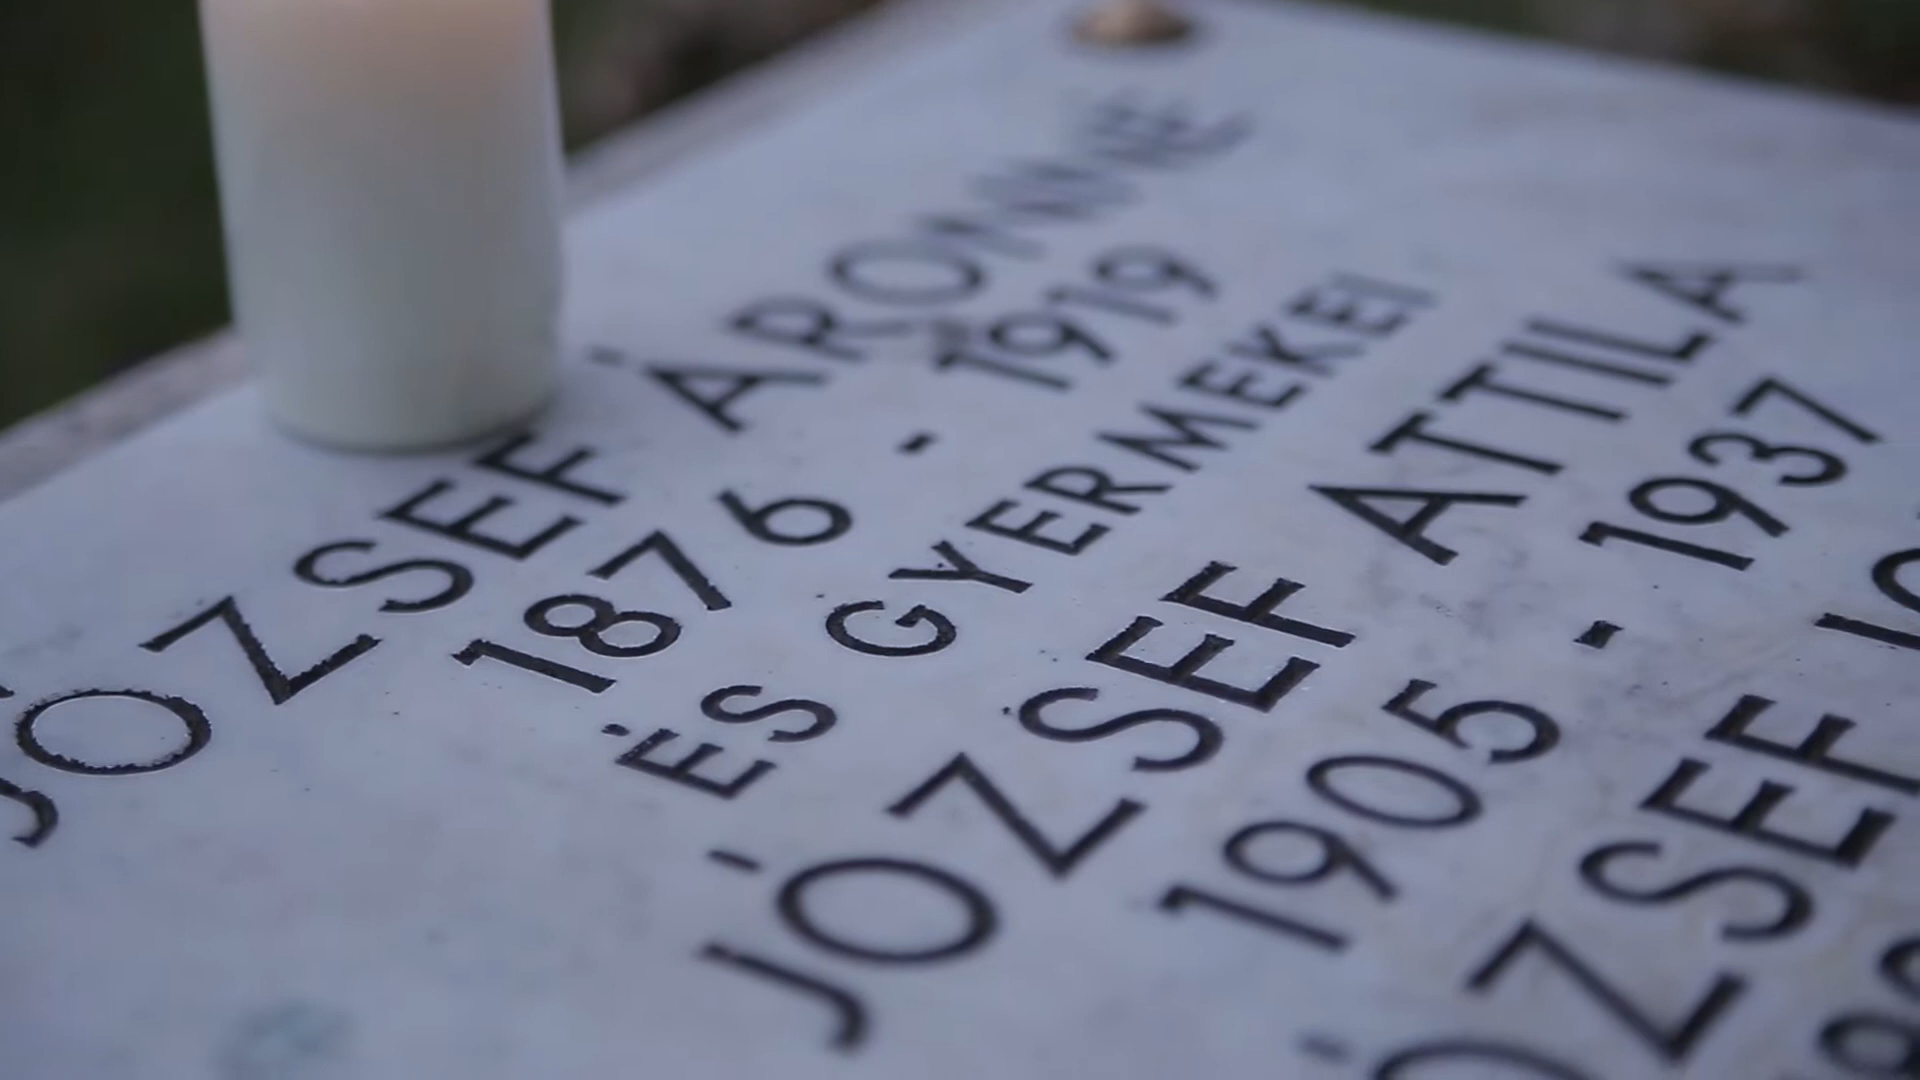 JÓZSEF ÁRONNÉ
1876 - 1919
ÉS GYERMEKEI
JÓZSEF ATTILA
1905 - 1937
JÓZSEF